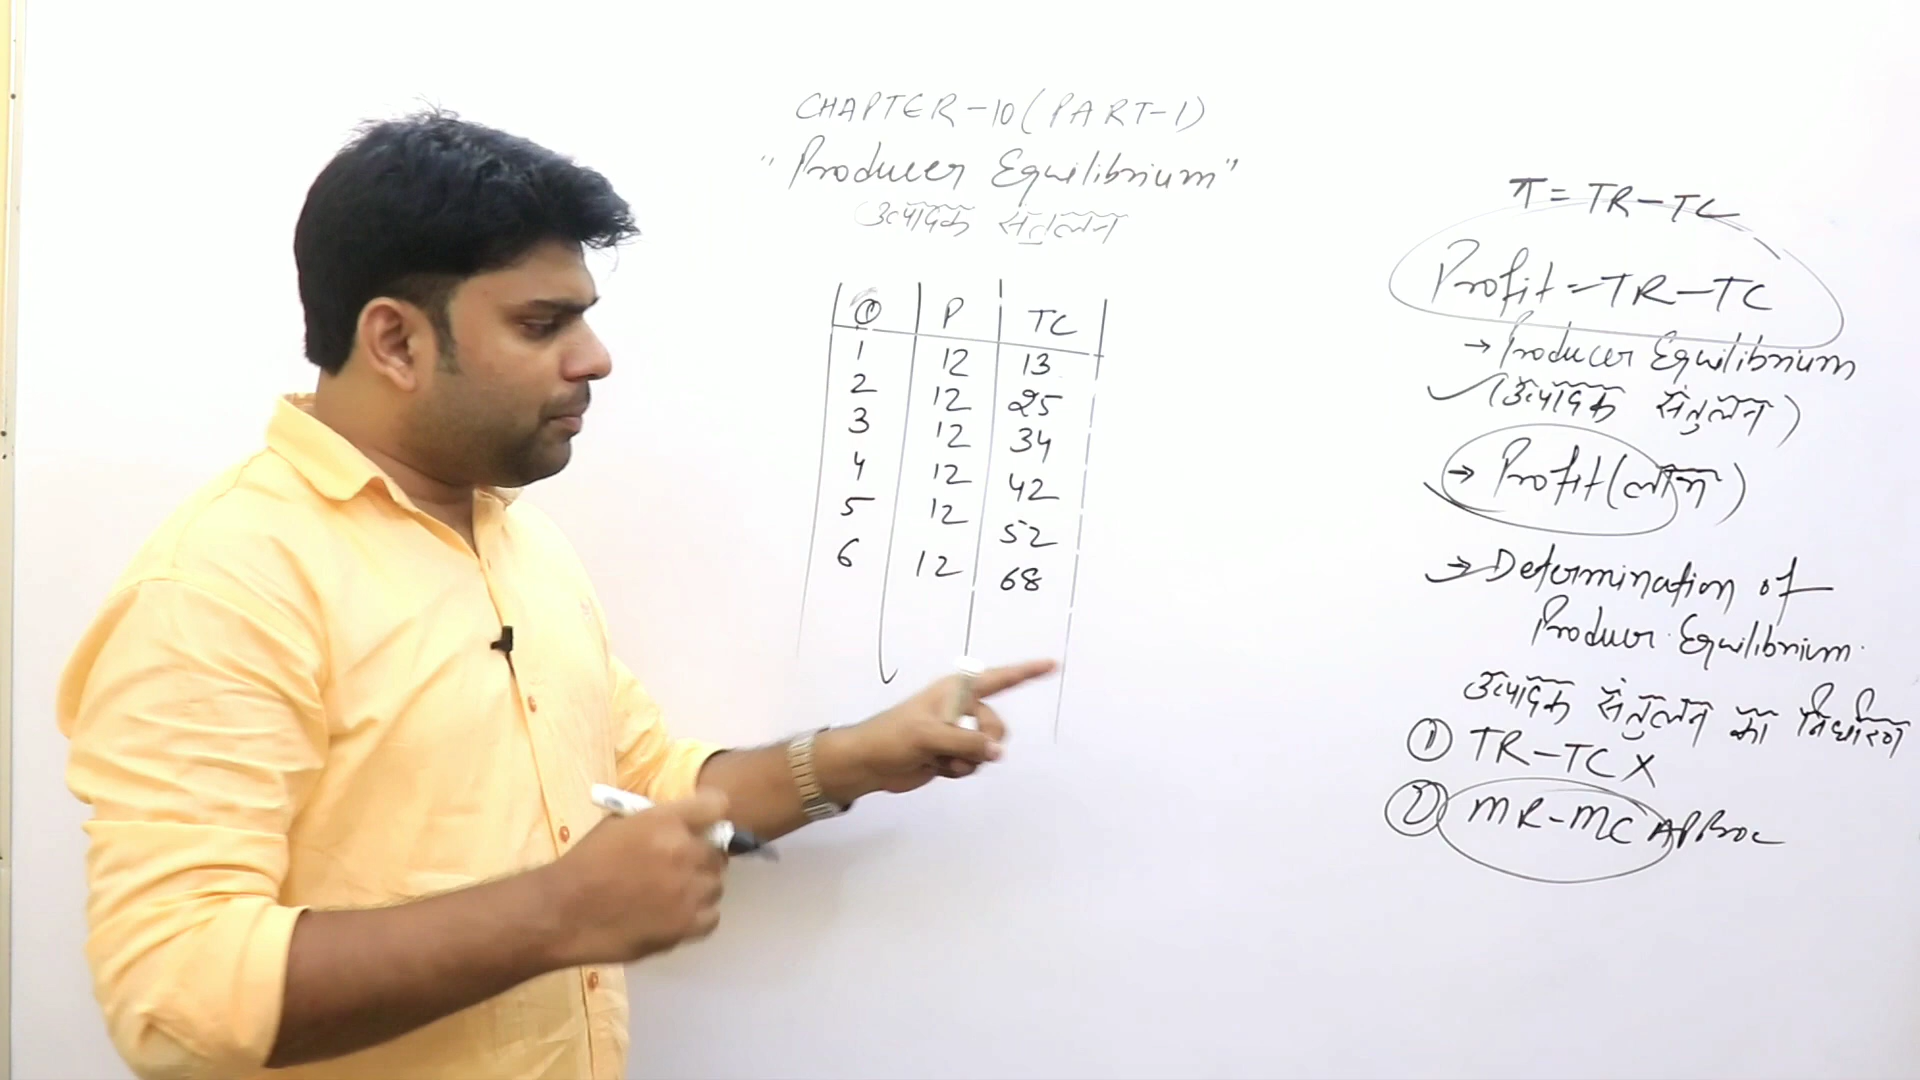 CHAPTER-10(PART-1)
"Producer Equilibrium"
उत्पादक संतुलन
Q P TC
1 12 13
2 12 25
3 12 34
4 12 42
5 12 52
6 12 68
π = TR-TC
Profit = TR-TC
→ Producer Equilibrium
(उत्पादक संतुलन)
→ Profit (लाभ)
→ Determination of
Producer Equilibrium.
उत्पादक संतुलन का निर्धारण
① TR-TC X
② MR-MC